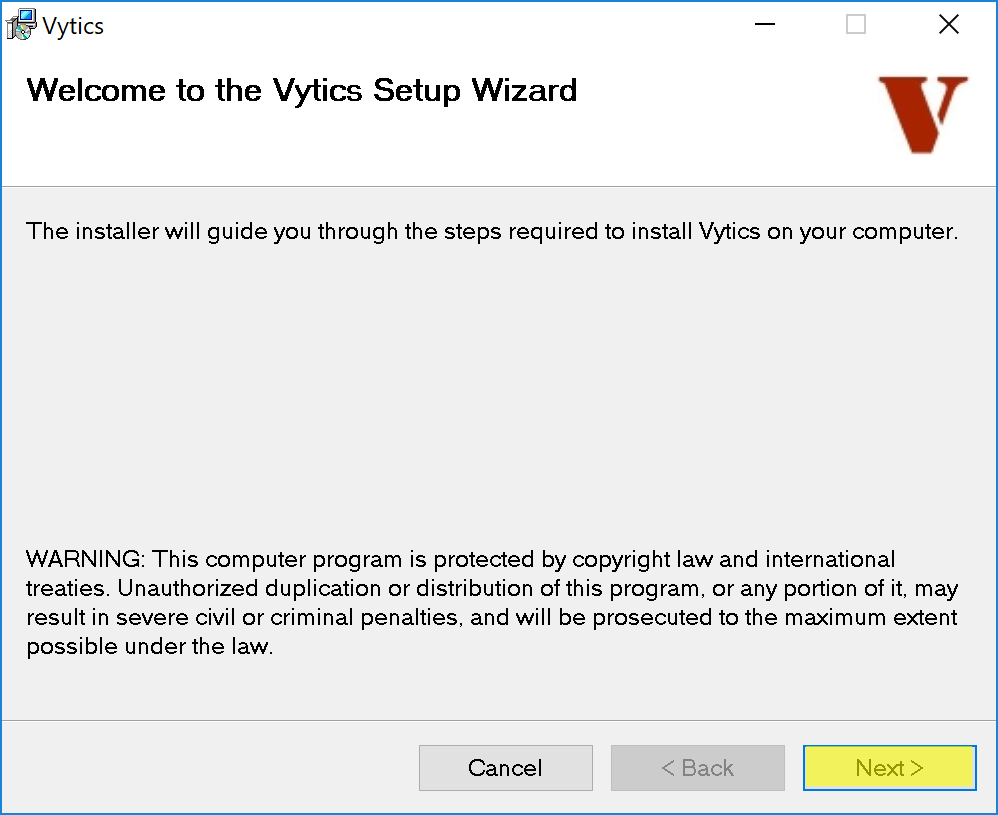 Vytics
Welcome to the Vytics Setup Wizard
V
The installer will guide you through the steps required to install Vytics on your computer.
WARNING: This computer program is protected by copyright law and international
treaties. Unauthorized duplication or distribution of this program, or any portion of it, may
result in severe civil or criminal penalties, and will be prosecuted to the maximum extent
possible under the law.
Cancel
< Back
Next >